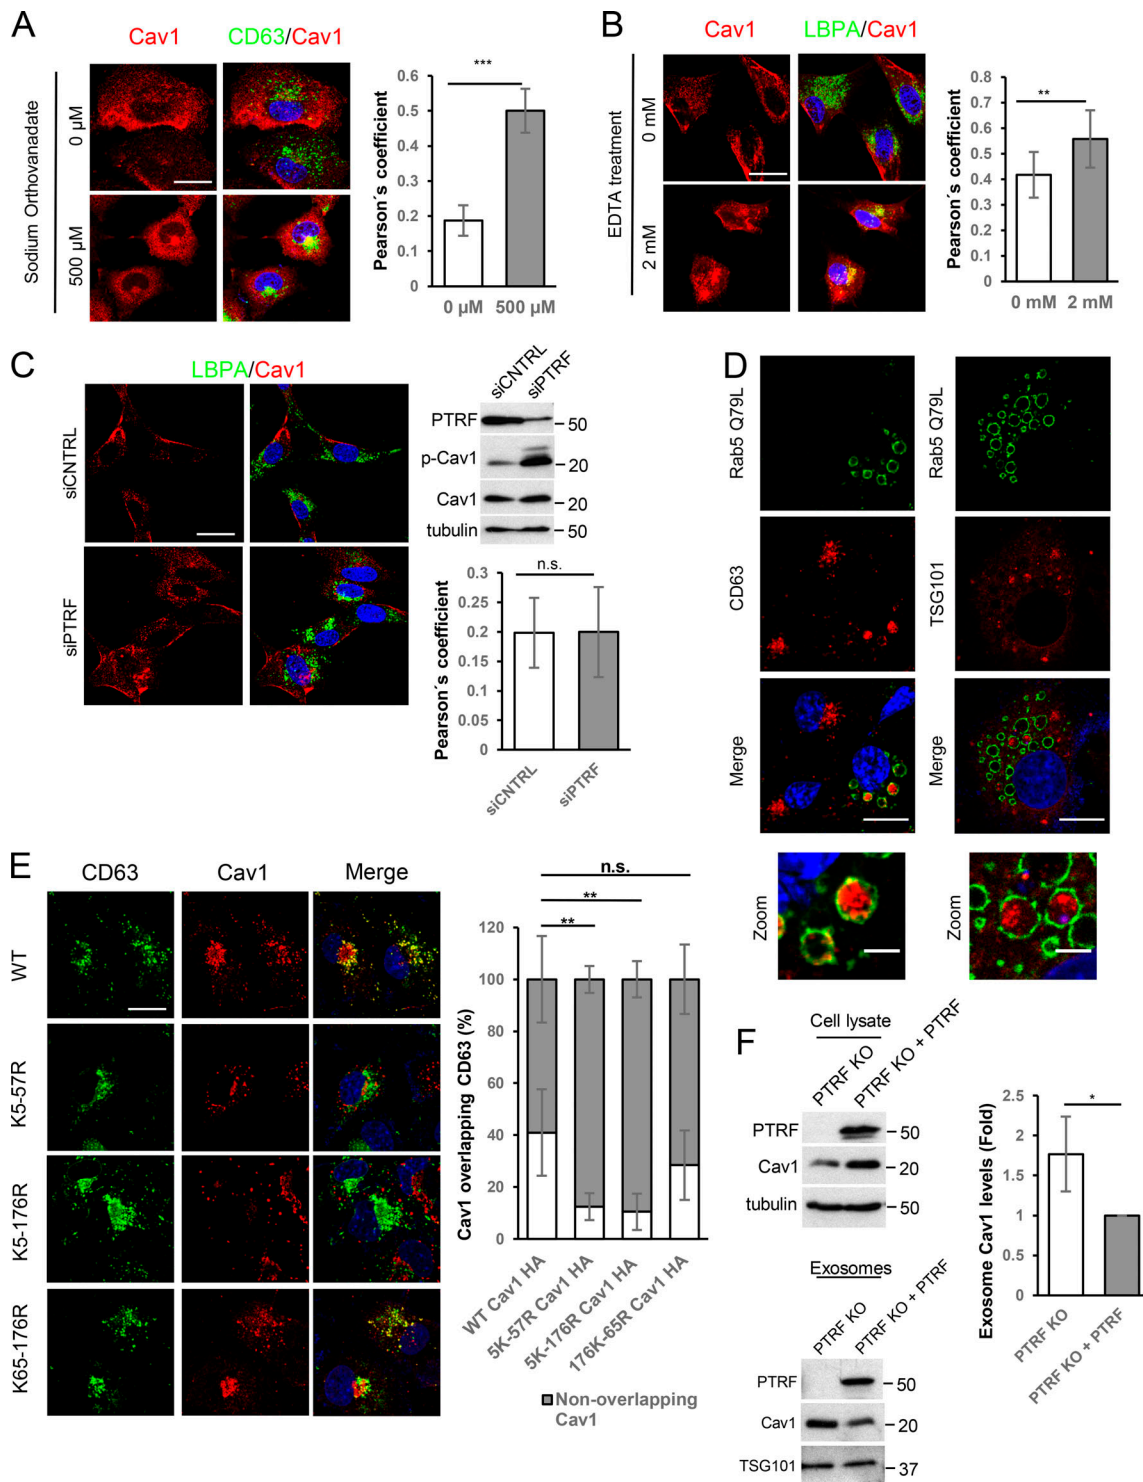 A
Cav1
CD63/Cav1
Sodium Orthovanadate
0 µM
500 µM
Pearson´s coefficient
0.6
0.5
0.4
0.3
0.2
0.1
0
***
0 µM
500 µM
B
Cav1
LBPA/Cav1
EDTA treatment
0 mM
2 mM
Pearson´s coefficient
0.8
0.7
0.6
0.5
0.4
0.3
0.2
0.1
0
**
0 mM
2 mM
C
LBPA/Cav1
siCNTRL
siPTRF
siCNTRL
siPTRF
PTRF
50
p-Cav1
20
Cav1
20
tubulin
50
Pearson´s coefficient
0.3
0.25
0.2
0.15
0.1
0.05
0
n.s.
siCNTRL
siPTRF
D
Rab5 Q79L
Rab5 Q79L
CD63
TSG101
Merge
Merge
Zoom
Zoom
E
CD63
Cav1
Merge
WT
K5-57R
K5-176R
K65-176R
Cav1 overlapping CD63 (%)
120
100
80
60
40
20
0
n.s.
**
**
WT Cav1 HA
5K-57R Cav1 HA
5K-176R Cav1 HA
176K-65R Cav1 HA
Non-overlapping
Cav1
F
Cell lysate
PTRF KO
PTRF KO + PTRF
PTRF
50
Cav1
20
tubulin
50
Exosomes
PTRF KO
PTRF KO + PTRF
PTRF
50
Cav1
20
TSG101
37
Exosome Cav1 levels (Fold)
2.5
2
1.5
1
0.5
0
*
PTRF KO
PTRF KO + PTRF